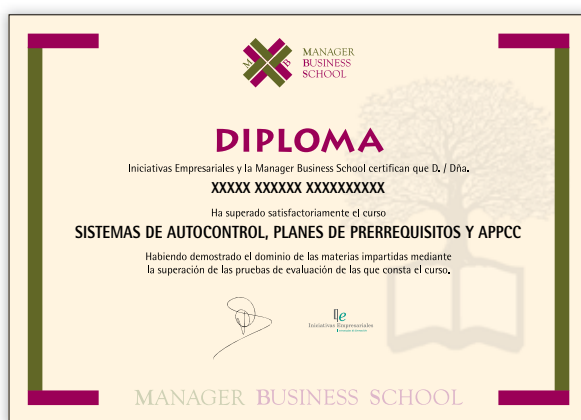 M B
MANAGER
BUSINESS
SCHOOL
DIPLOMA
Iniciativas Empresariales y la Manager Business School certifican que D. / Dña.
XXXXX XXXXXX XXXXXXXXXX
Ha superado satisfactoriamente el curso
SISTEMAS DE AUTOCONTROL, PLANES DE PRERREQUISITOS Y APPCC
Habiendo demostrado el dominio de las materias impartidas mediante
la superación de las pruebas de evaluación de las que consta el curso.
Ie
Iniciativas Empresariales
MANAGER BUSINESS SCHOOL